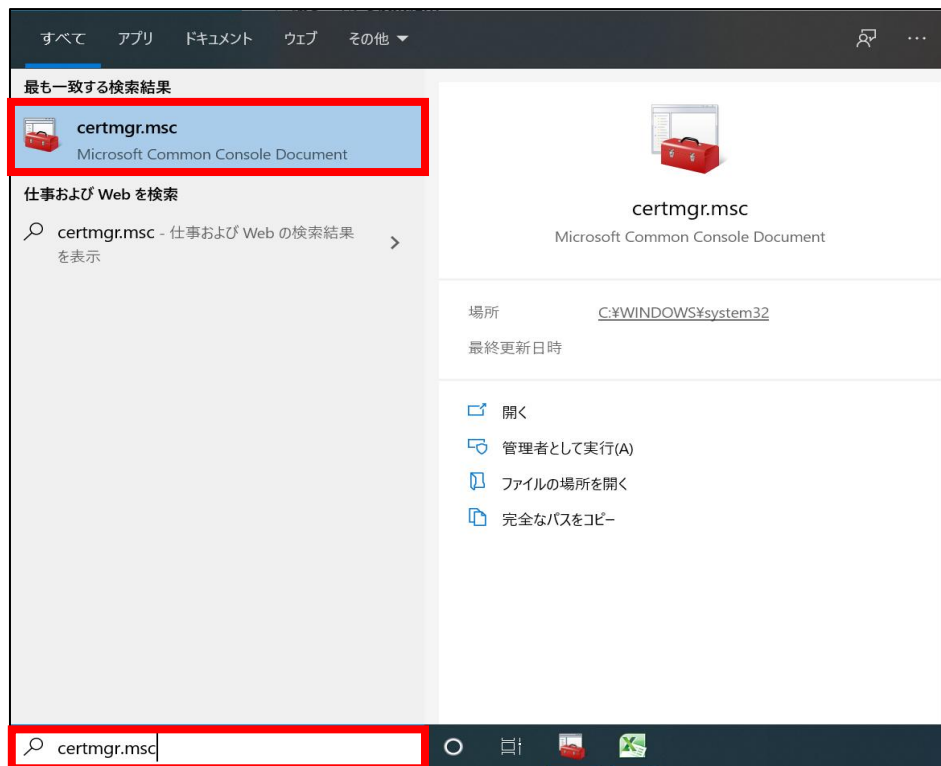 すべて アプリ ドキュメント ウェブ その他
最も一致する検索結果
certmgr.msc
Microsoft Common Console Document
仕事および Web を検索
certmgr.msc - 仕事および Web の検索結果
を表示
certmgr.msc
Microsoft Common Console Document
場所 C:¥WINDOWS¥system32
最終更新日時
開く
管理者として実行(A)
ファイルの場所を開く
完全なパスをコピー
certmgr.msc